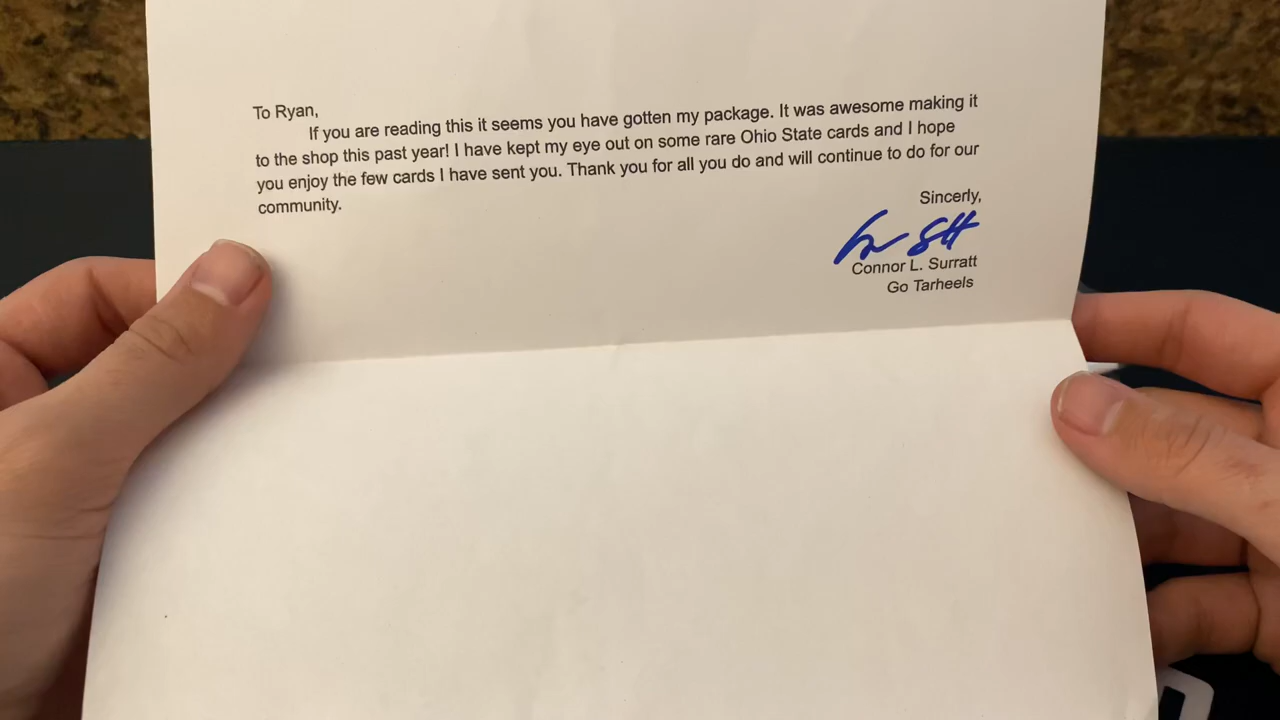 To Ryan,
If you are reading this it seems you have gotten my package. It was awesome making it
to the shop this past year! I have kept my eye out on some rare Ohio State cards and I hope
you enjoy the few cards I have sent you. Thank you for all you do and will continue to do for our
community.
Sincerly,
Connor L. Surratt
Go Tarheels